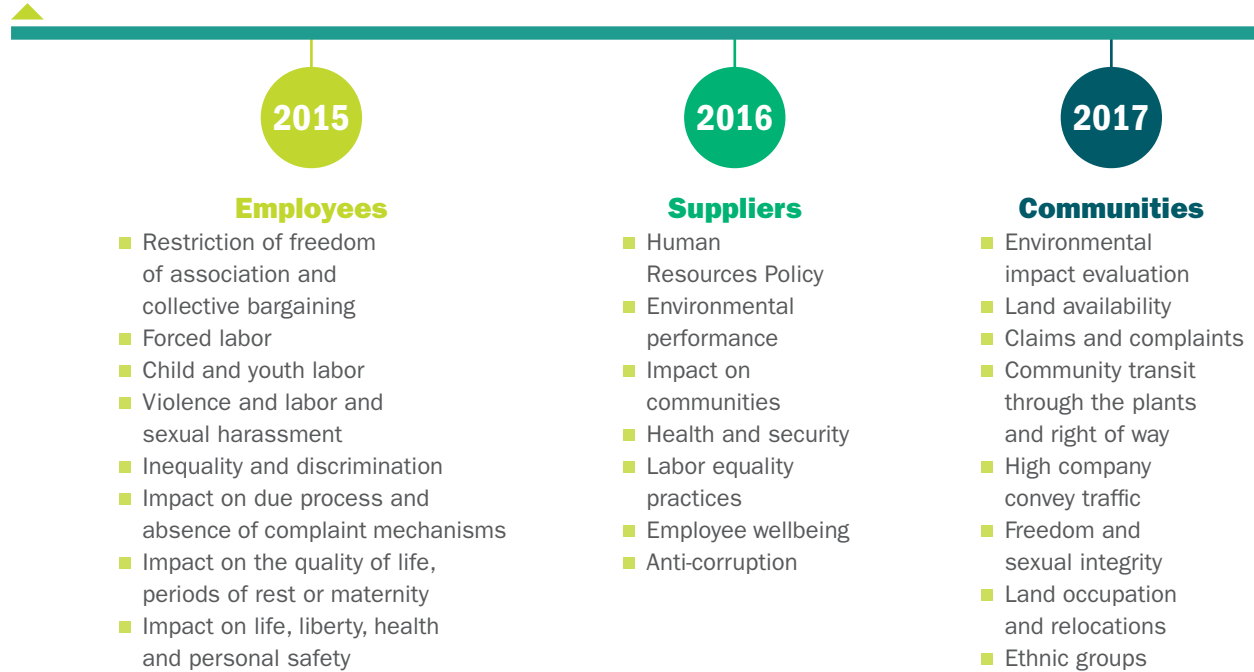 2015
Employees
Restriction of freedom
of association and
collective bargaining
Forced labor
Child and youth labor
Violence and labor and
sexual harassment
Inequality and discrimination
Impact on due process and
absence of complaint mechanisms
Impact on the quality of life,
periods of rest or maternity
Impact on life, liberty, health
and personal safety
2016
Suppliers
Human
Resources Policy
Environmental
performance
Impact on
communities
Health and security
Labor equality
practices
Employee wellbeing
Anti-corruption
2017
Communities
Environmental
impact evaluation
Land availability
Claims and complaints
Community transit
through the plants
and right of way
High company
convey traffic
Freedom and
sexual integrity
Land occupation
and relocations
Ethnic groups